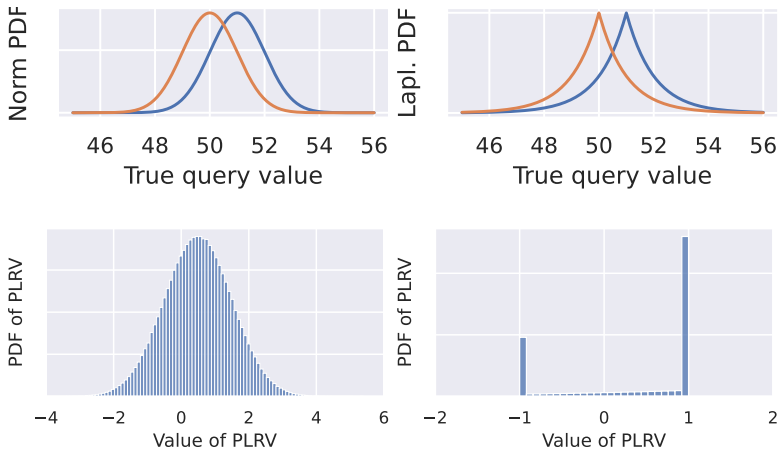 Norm PDF
46 48 50 52 54 56
True query value
Lapl. PDF
46 48 50 52 54 56
True query value
PDF of PLRV
−4 −2 0 2 4 6
Value of PLRV
PDF of PLRV
−2 −1 0 1 2
Value of PLRV